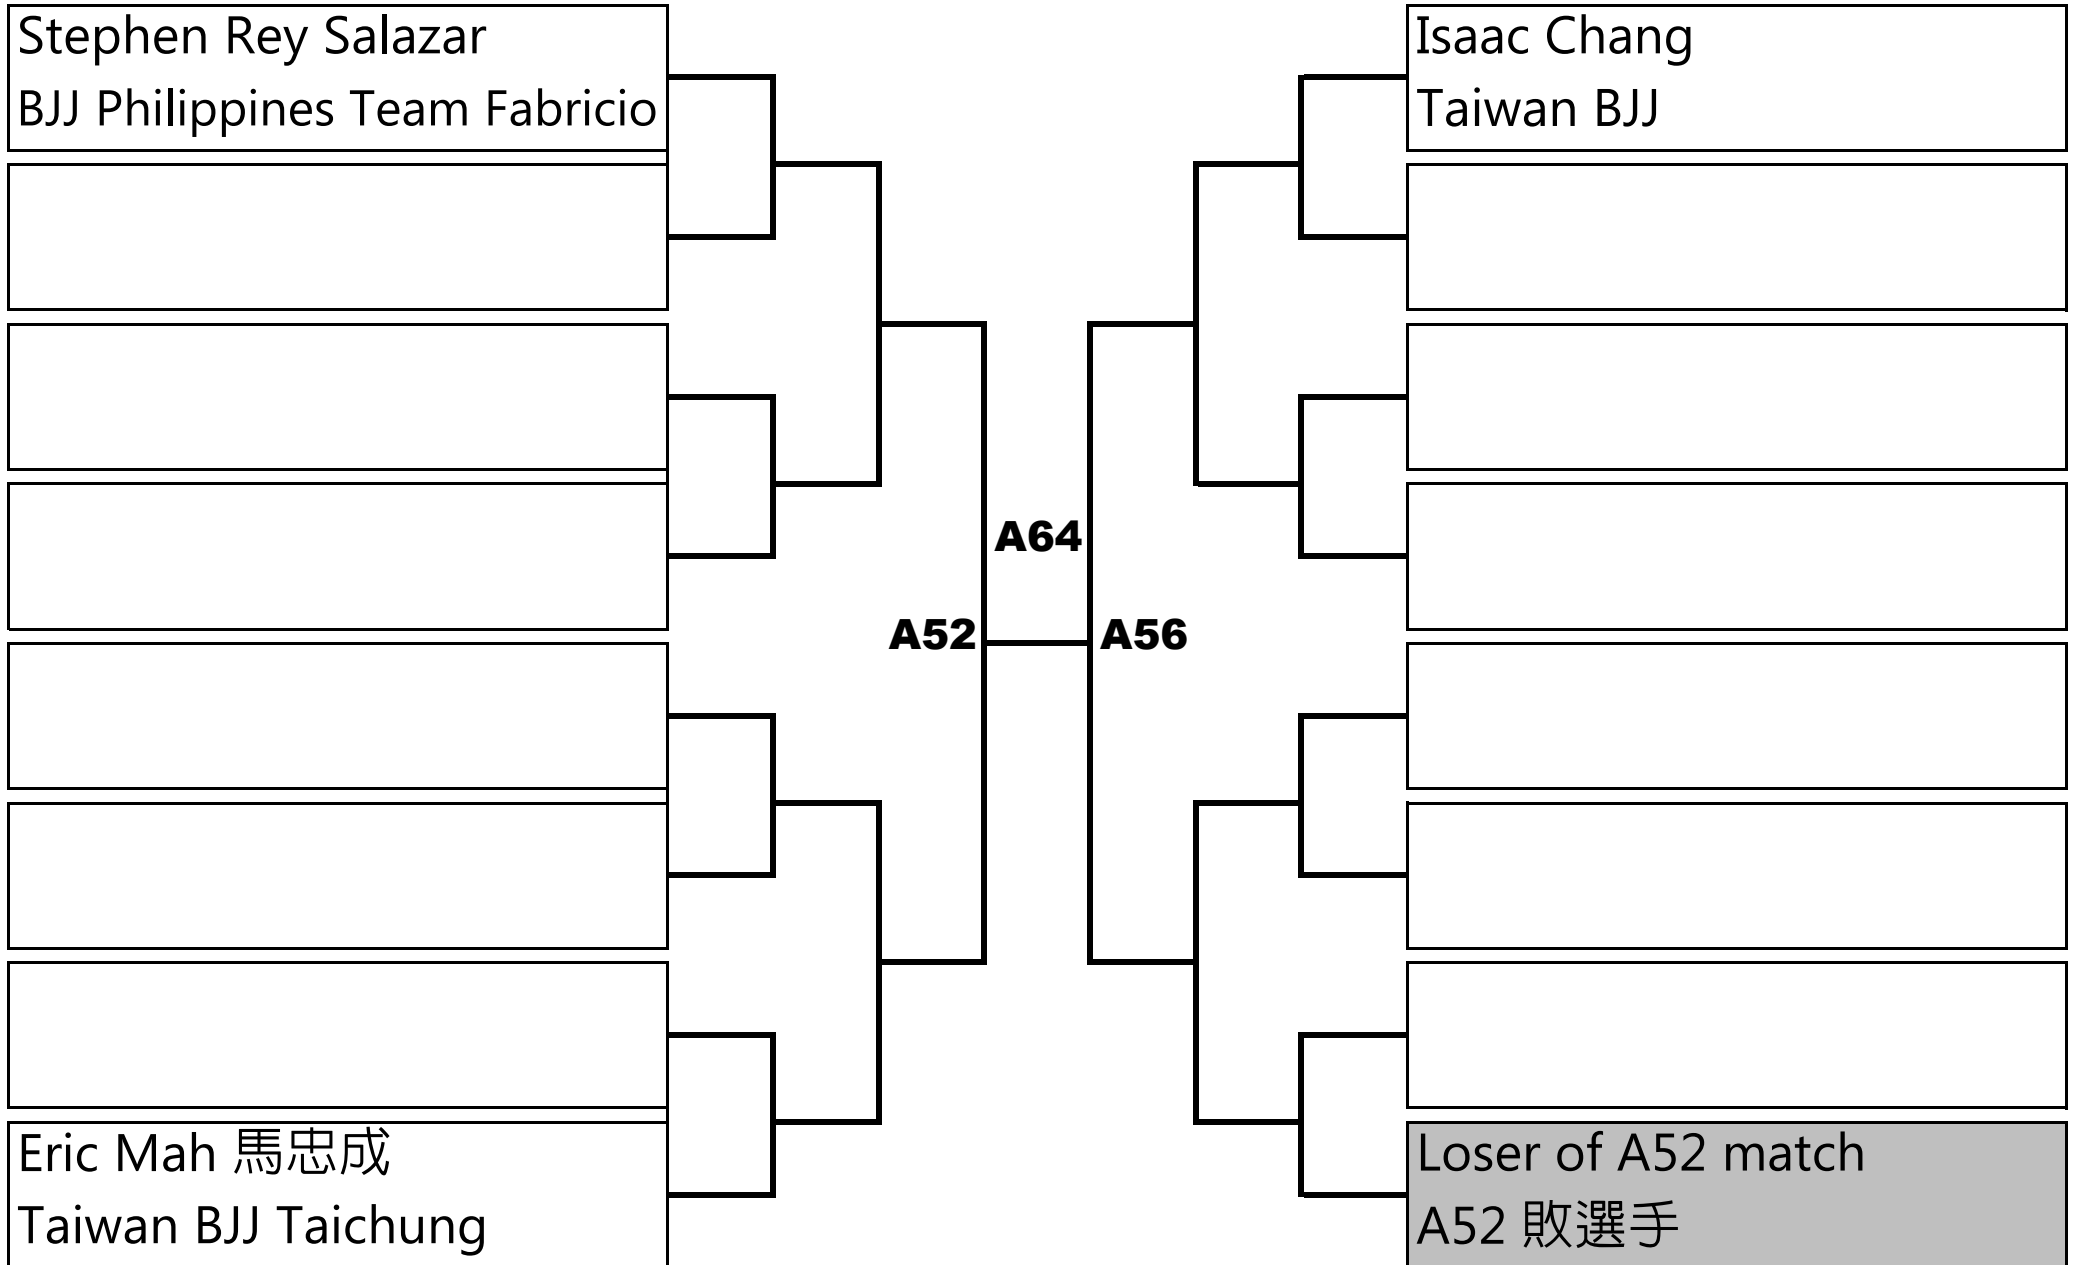 Stephen Rey Salazar
BJJ Philippines Team Fabricio
Isaac Chang
Taiwan BJJ
A64
A52
A56
Eric Mah 馬忠成
Taiwan BJJ Taichung
Loser of A52 match
A52 敗選手